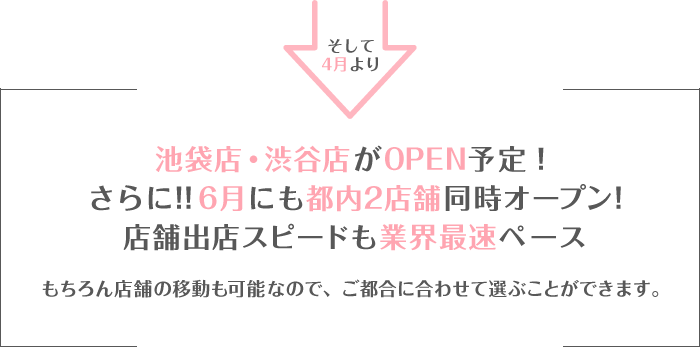 そして
4月より
池袋店・渋谷店がOPEN予定！
さらに!!6月にも都内2店舗同時オープン!
店舗出店スピードも業界最速ペース
もちろん店舗の移動も可能なので、ご都合に合わせて選ぶことができます。